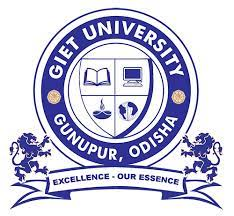 GIET UNIVERSITY
GUNUPUR, ODISHA
EXCELLENCE - OUR ESSENCE